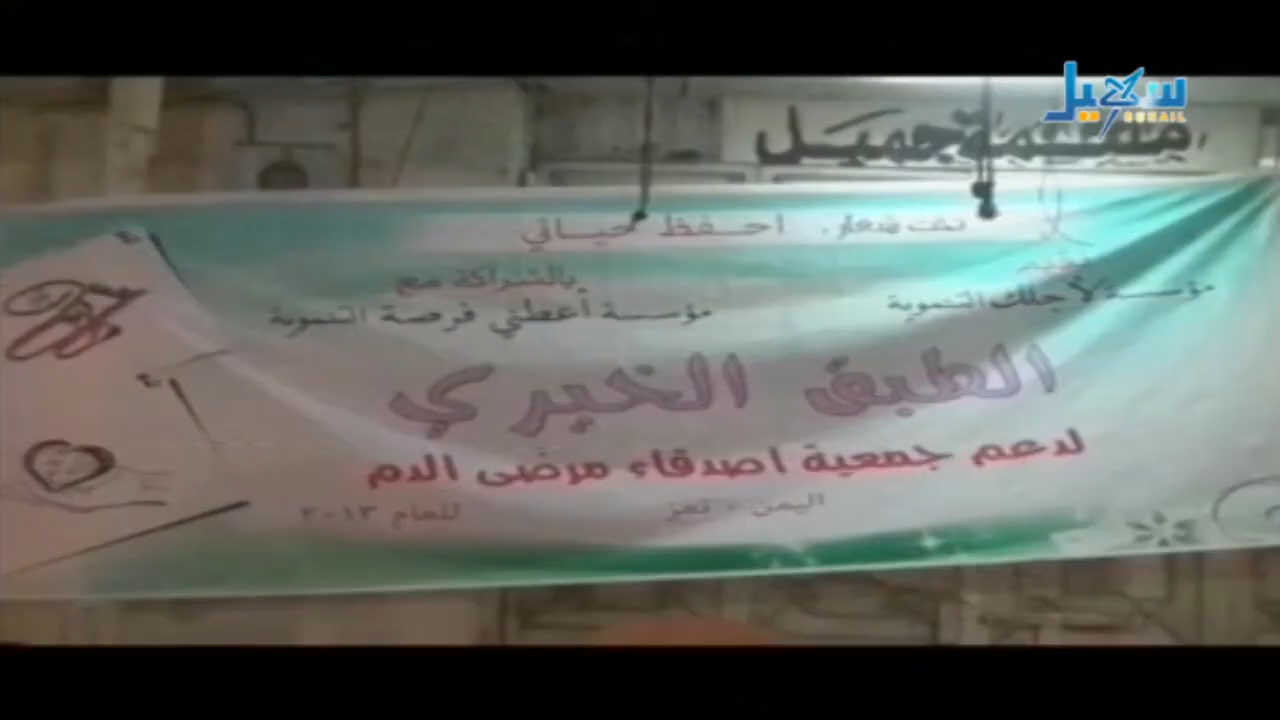 سهيل
SUHAIL
جميل
تحت شعار: احفظ حياتي
تقيم
مؤسسة لأجلك التنموية
بالشراكة مع
مؤسسة أعطني فرصة التنموية
الطبق الخيري
لدعم جمعية اصدقاء مرضى الدم
اليمن - تعز
للعام ٢٠١٣